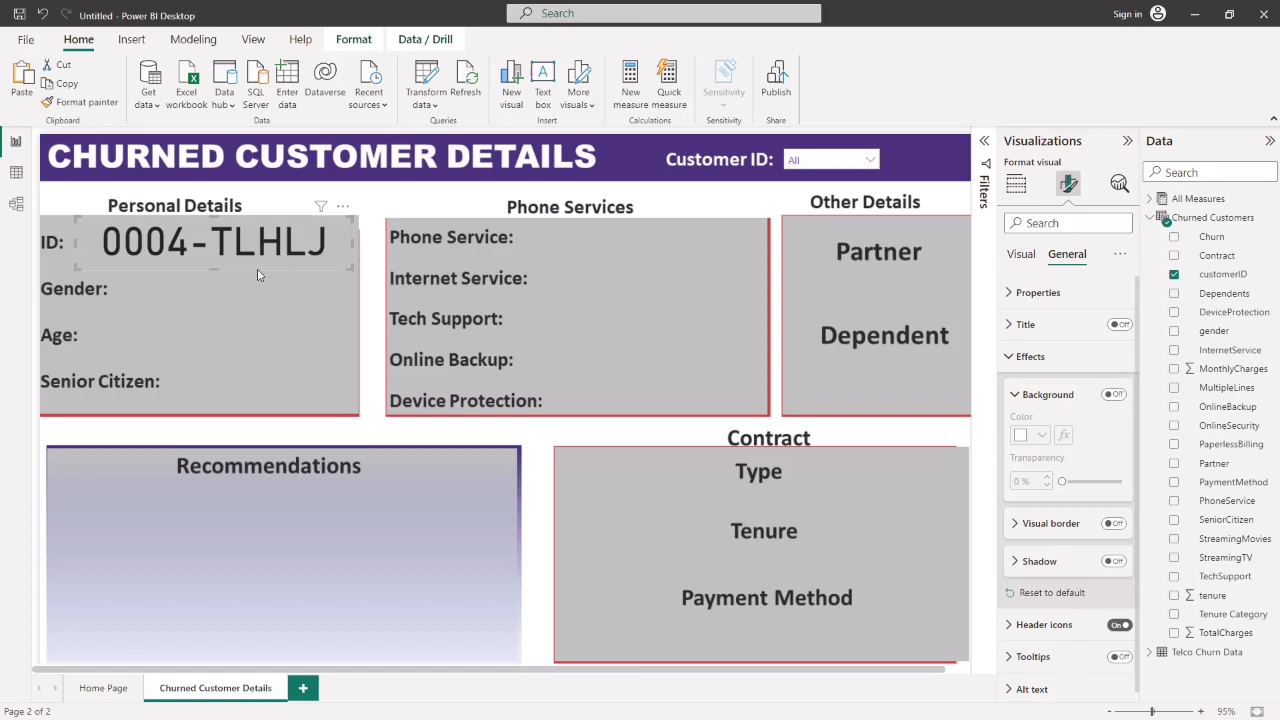 Untitled - Power BI Desktop
Search
Sign in
File Home Insert Modeling View Help Format Data / Drill
Paste
Cut
Copy
Format painter
Clipboard
Get data
Excel workbook
Data hub
SQL Server
Enter data
Dataverse
Recent sources
Data
Transform data
Refresh
Queries
New visual
Text box
More visuals
Insert
New measure
Quick measure
Calculations
Sensitivity
Sensitivity
Publish
Share
CHURNED CUSTOMER DETAILS
Customer ID: All
Personal Details
ID: 0004-TLHLJ
Gender:
Age:
Senior Citizen:
Phone Services
Phone Service:
Internet Service:
Tech Support:
Online Backup:
Device Protection:
Other Details
Partner
Dependent
Recommendations
Contract
Type
Tenure
Payment Method
Filters
Visualizations
Format visual
Search
Visual General
Properties
Title Off
Effects
Background Off
Color
fx
Transparency
0 %
Visual border Off
Shadow Off
Reset to default
Header icons On
Tooltips Off
Alt text
Data
Search
All Measures
Churned Customers
Churn
Contract
customerID
Dependents
DeviceProtection
gender
InternetService
MonthlyCharges
MultipleLines
OnlineBackup
OnlineSecurity
PaperlessBilling
Partner
PaymentMethod
PhoneService
SeniorCitizen
StreamingMovies
StreamingTV
TechSupport
tenure
Tenure Category
TotalCharges
Telco Churn Data
Home Page
Churned Customer Details
+
Page 2 of 2
- + 95%